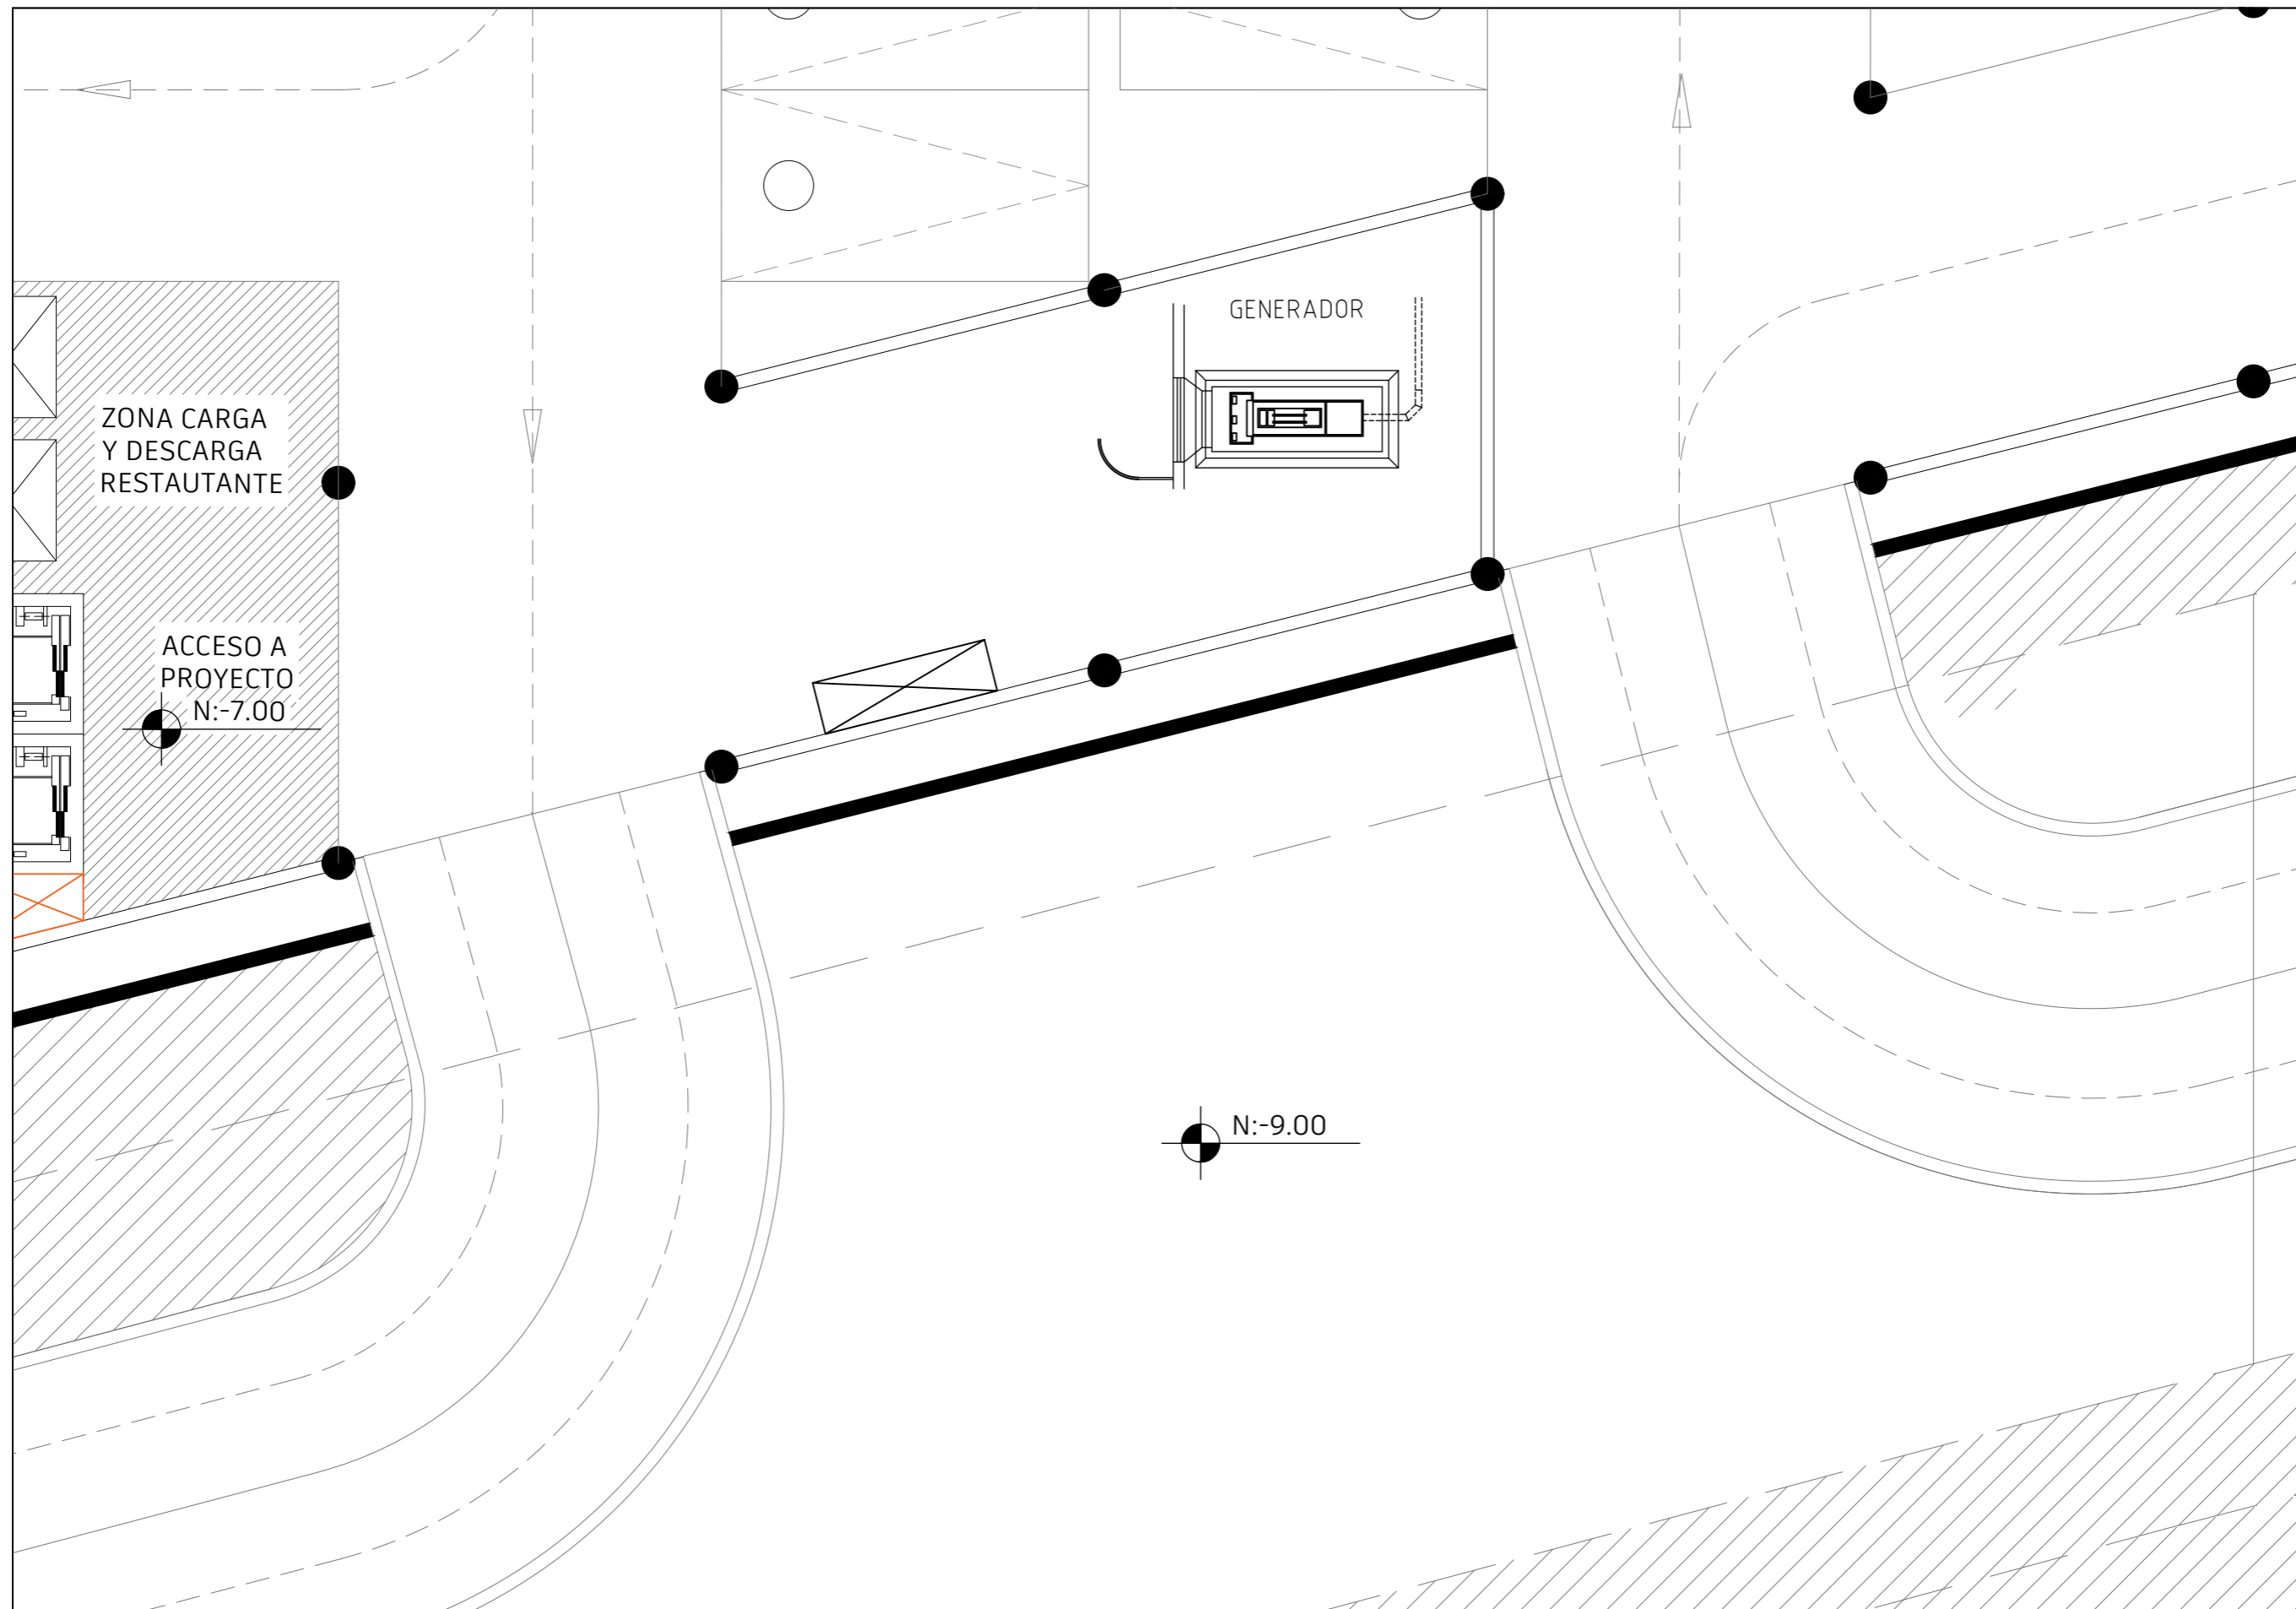 GENERADOR
ZONA CARGA
Y DESCARGA
RESTAUTANTE
ACCESO A
PROYECTO
N:-7.00
N:-9.00